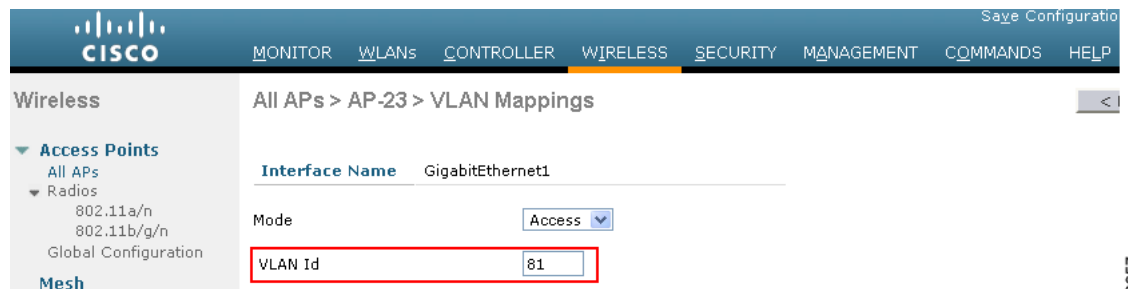 Save Configuratio
CISCO
MONITOR WLANs CONTROLLER WIRELESS SECURITY MANAGEMENT COMMANDS HELP
Wireless
All APs > AP-23 > VLAN Mappings
<
Access Points
All APs
Radios
802.11a/n
802.11b/g/n
Global Configuration
Mesh
Interface Name GigabitEthernet1
Mode Access
VLAN Id 81